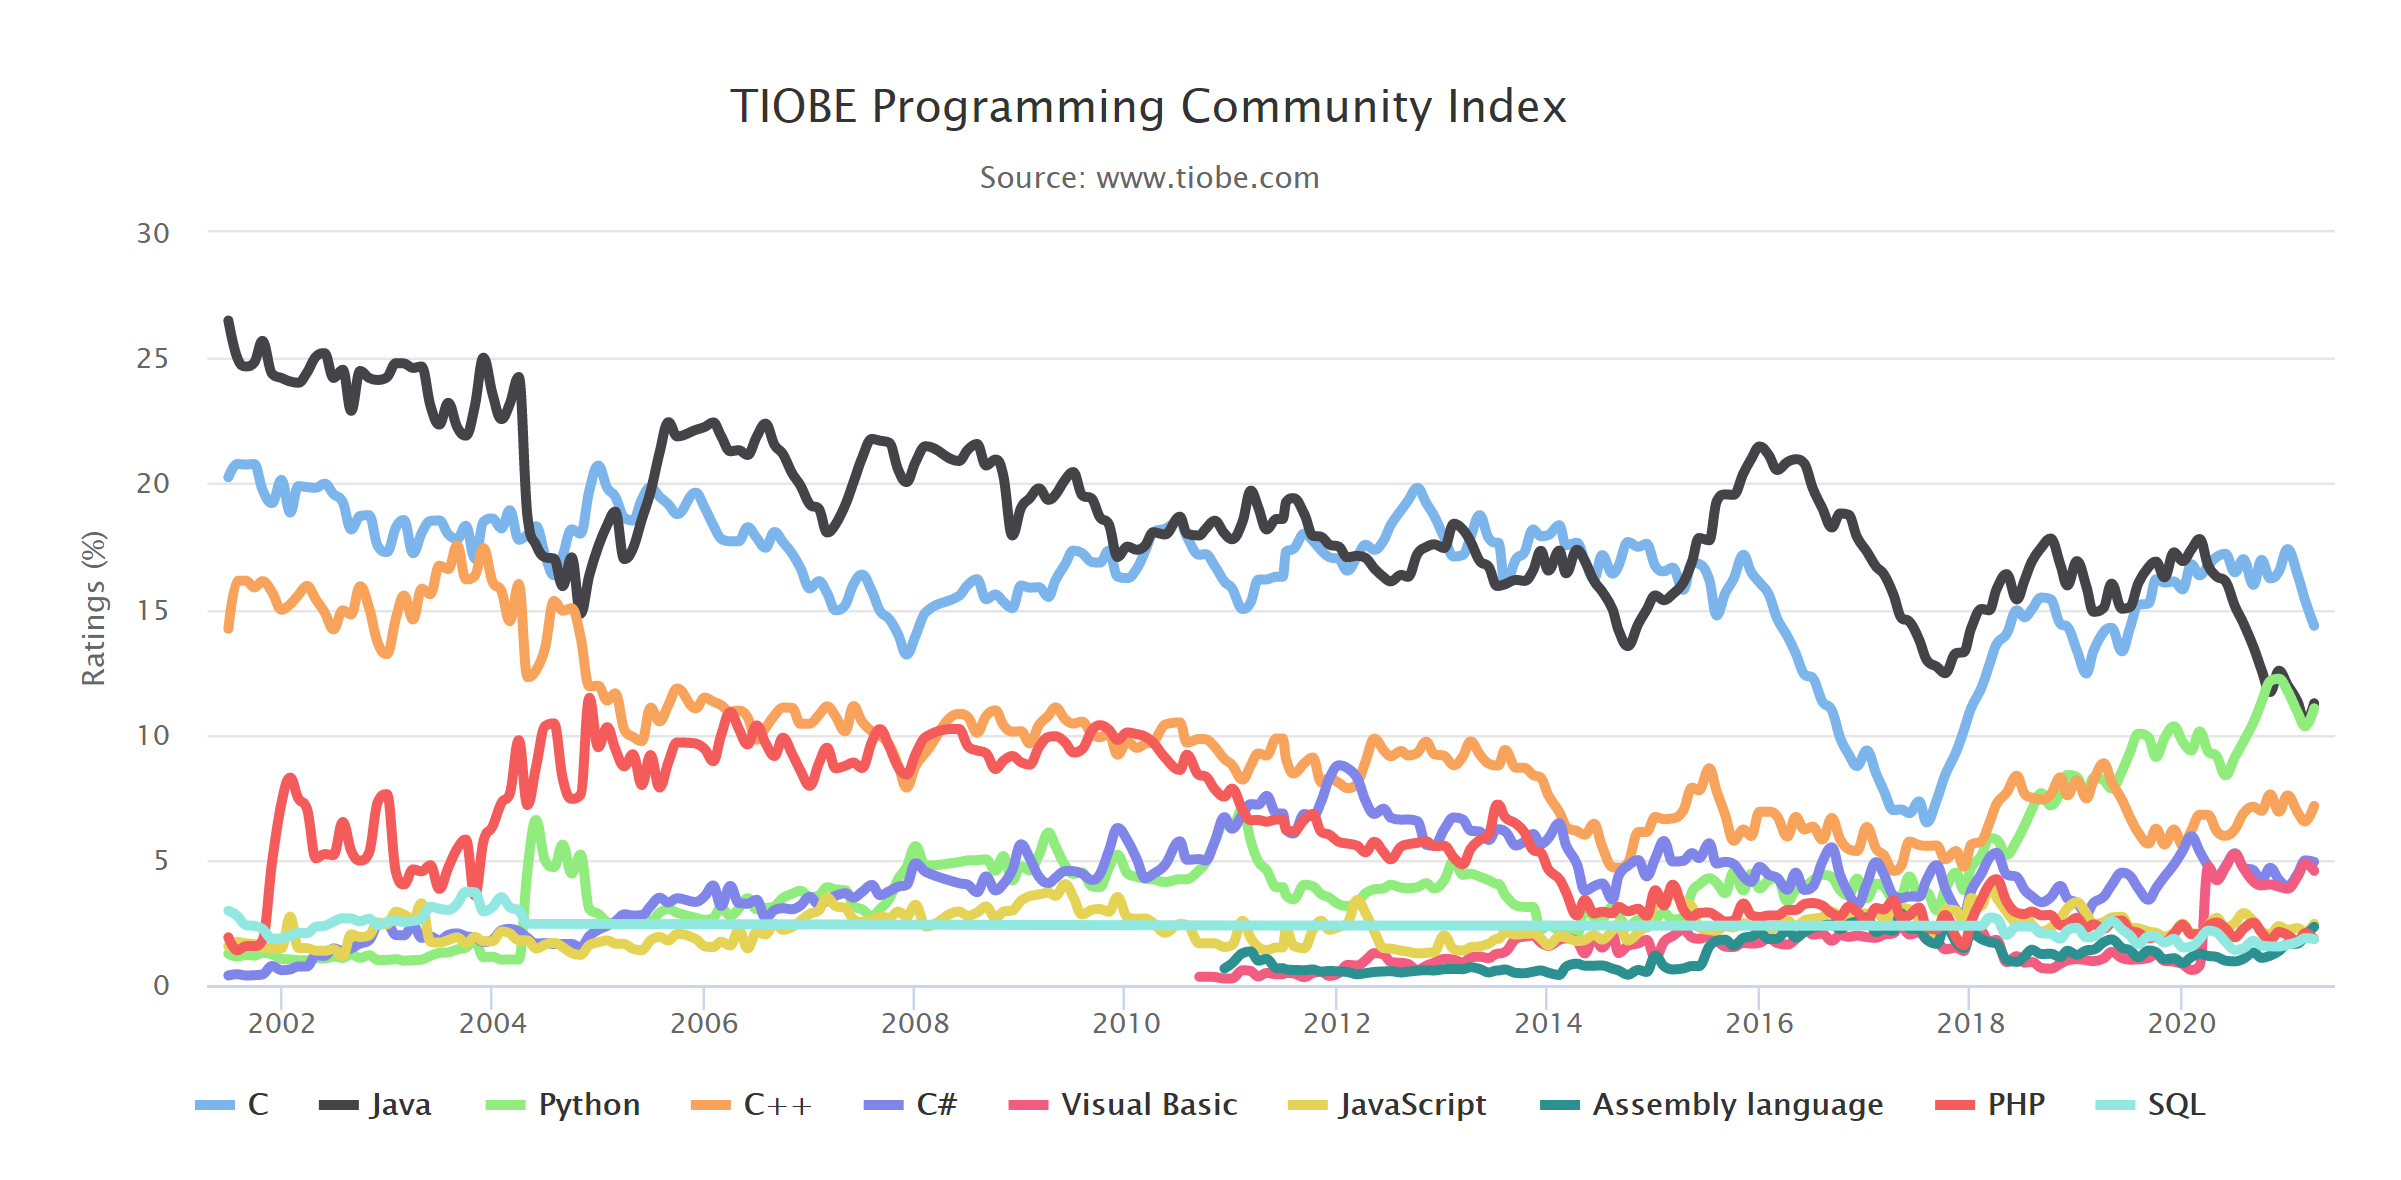 TIOBE Programming Community Index
Source: www.tiobe.com
Ratings (%)
30
25
20
15
10
5
0
2002 2004 2006 2008 2010 2012 2014 2016 2018 2020
C Java Python C++ C# Visual Basic JavaScript Assembly language PHP SQL